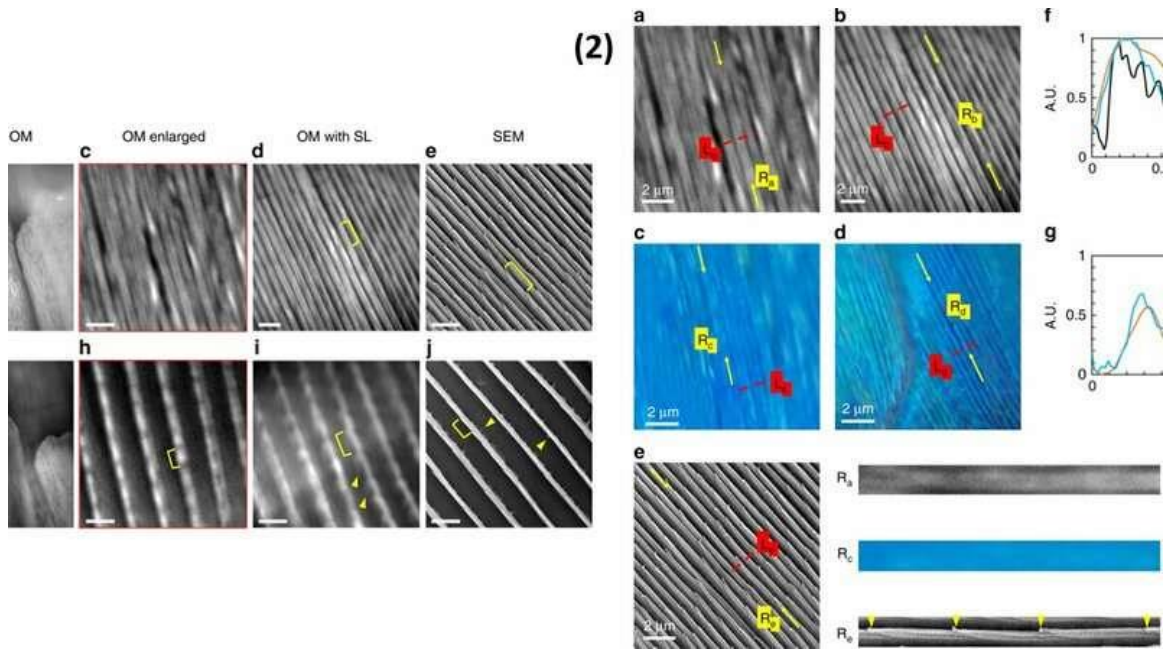 (2)
OM
OM enlarged
OM with SL
SEM
c
d
e
h
i
j
a
b
f
R_a
2 μm
R_b
2 μm
1
0.5
0
A.U.
0
c
d
g
R_c
2 μm
R_d
2 μm
1
0.5
0
A.U.
0
e
2 μm
R_a
R_c
R_e